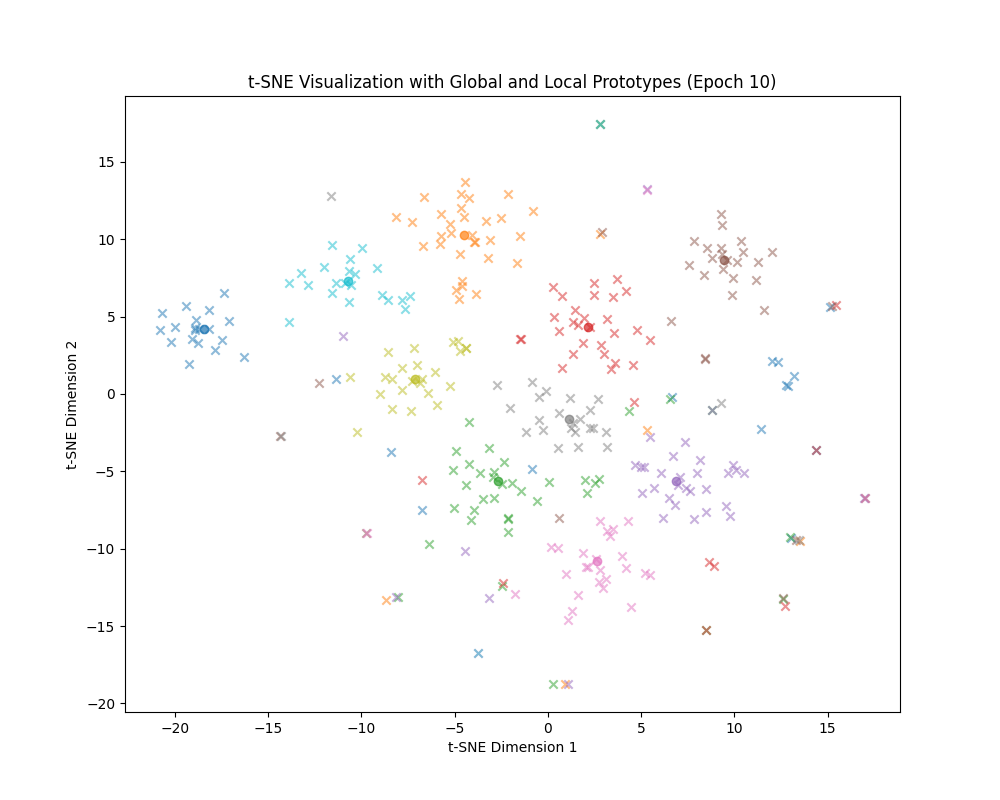 t-SNE Visualization with Global and Local Prototypes (Epoch 10)
15
10
5
0
−5
−10
−15
−20
t-SNE Dimension 2
−20 −15 −10 −5 0 5 10 15
t-SNE Dimension 1